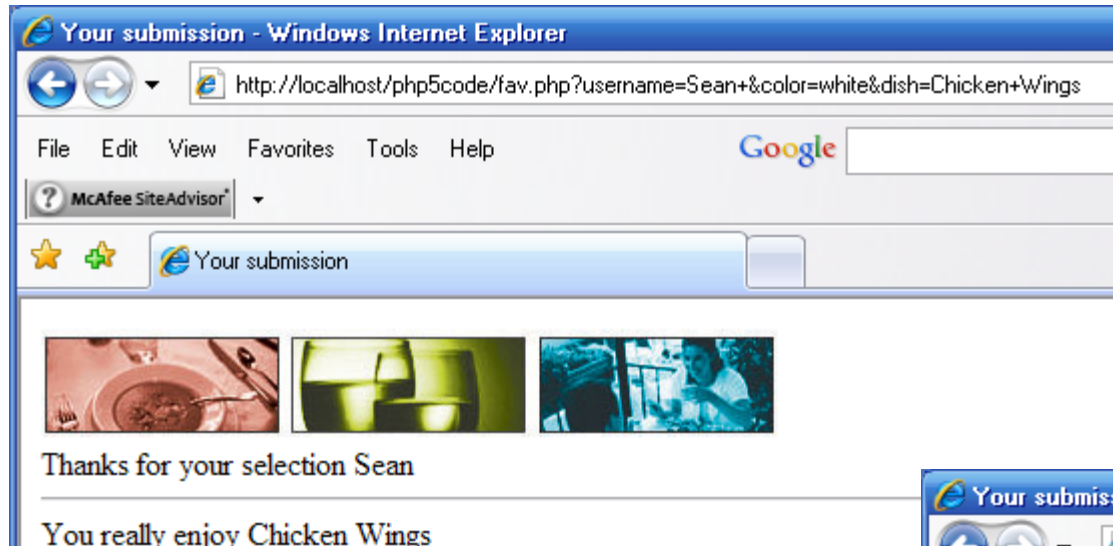 Your submission - Windows Internet Explorer
http://localhost/php5code/fav.php?username=Sean+&color=white&dish=Chicken+Wings
File Edit View Favorites Tools Help Google
? McAfee SiteAdvisor
Your submission
Thanks for your selection Sean
You really enjoy Chicken Wings
Your submiss